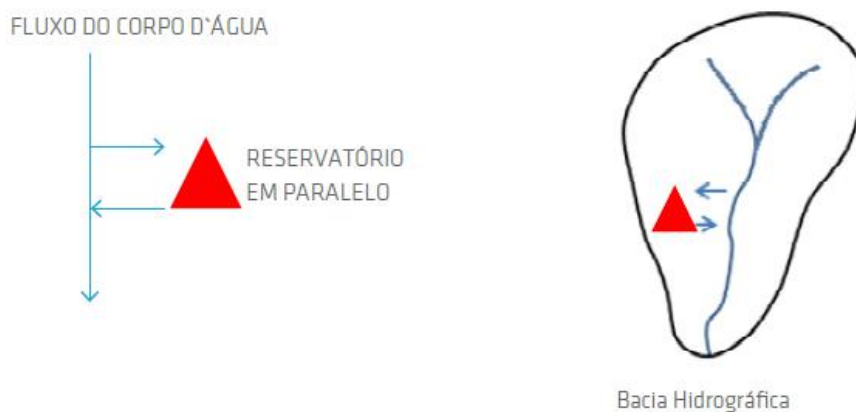 FLUXO DO CORPO D`ÁGUA
RESERVATÓRIO
EM PARALELO
Bacia Hidrográfica